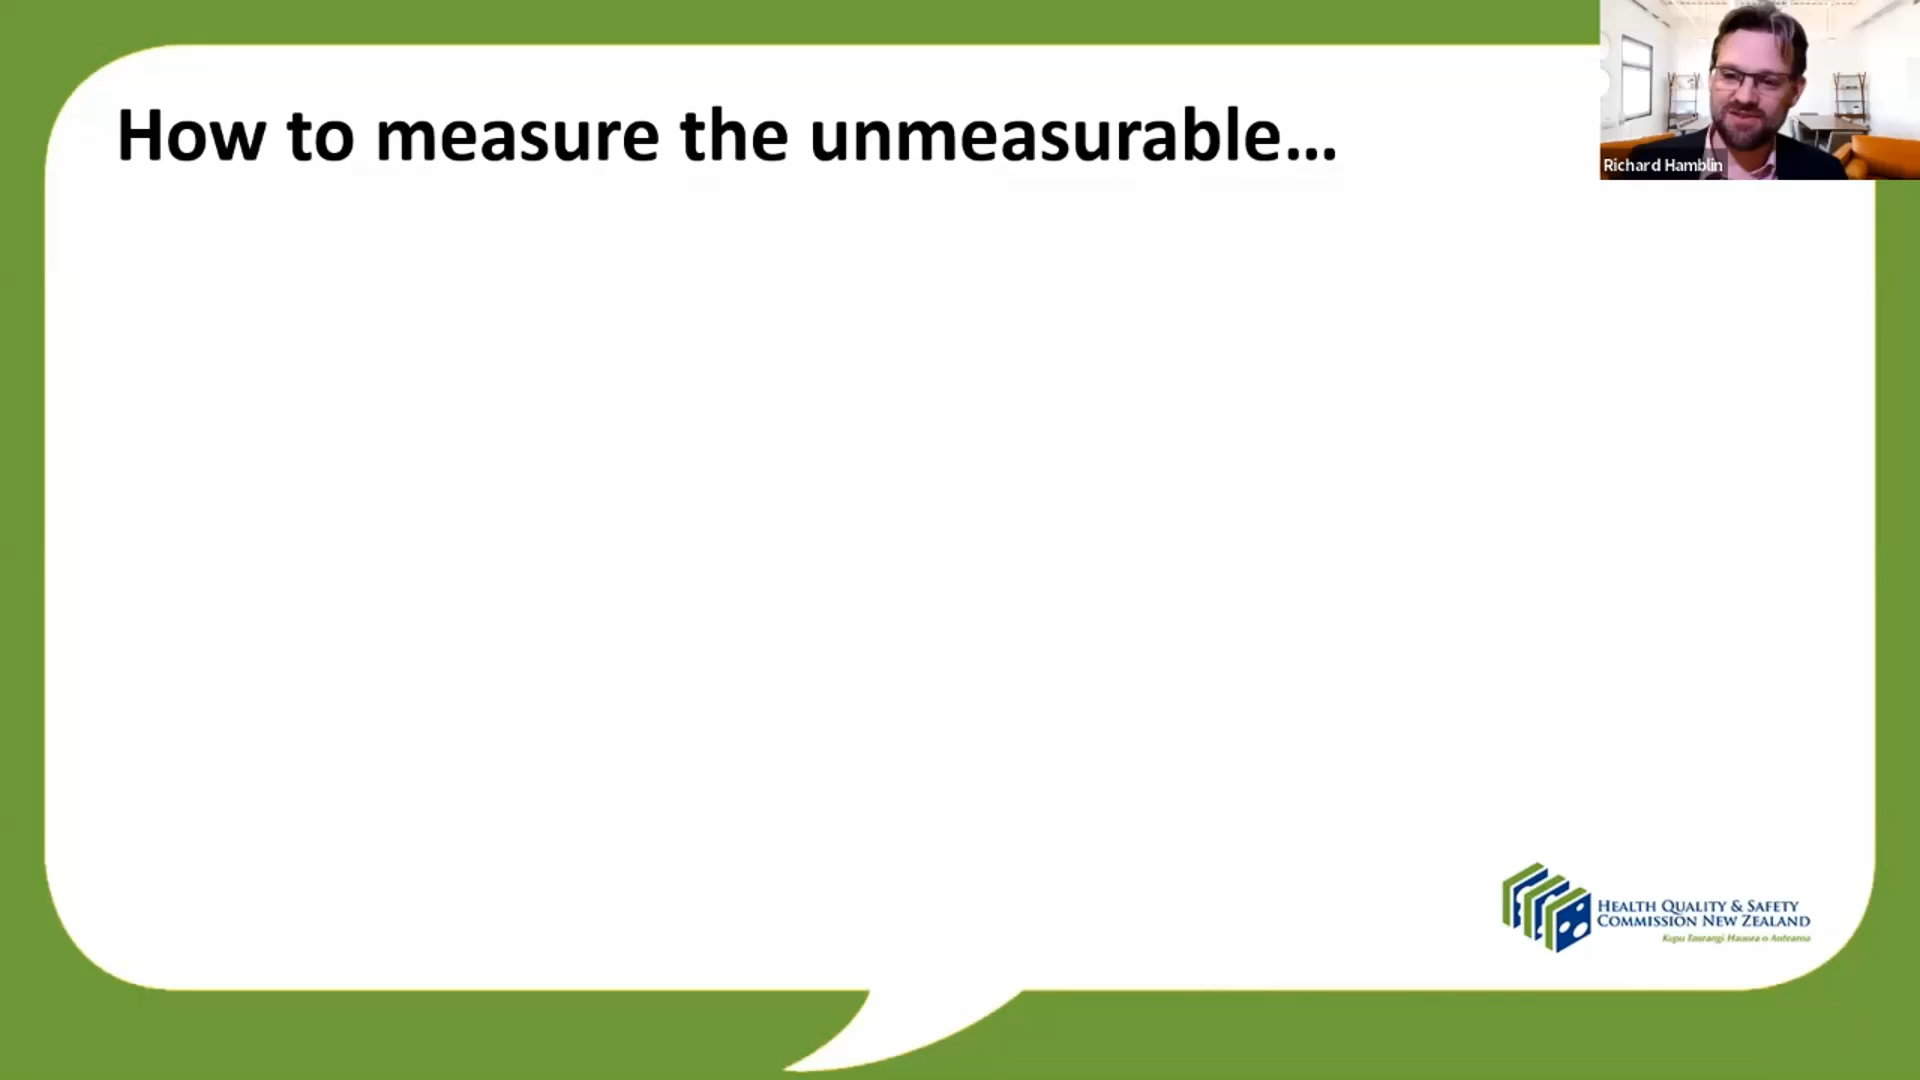 How to measure the unmeasurable...
Richard Hamblin
HEALTH QUALITY & SAFETY
COMMISSION NEW ZEALAND
Kupu Taurangi Hauora o Aotearoa